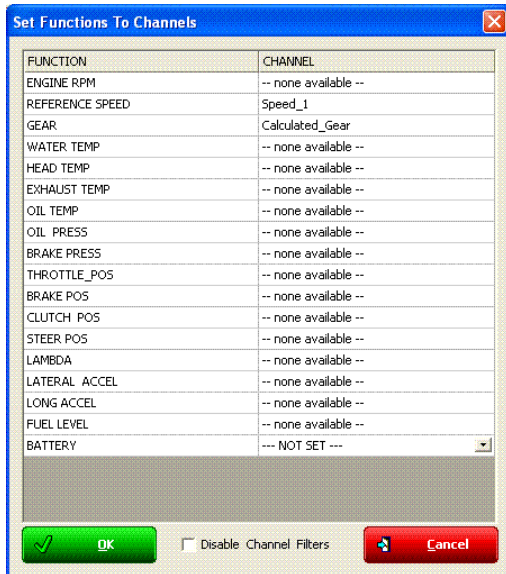 Set Functions To Channels
FUNCTION CHANNEL
ENGINE RPM -- none available --
REFERENCE SPEED Speed_1
GEAR Calculated_Gear
WATER TEMP -- none available --
HEAD TEMP -- none available --
EXHAUST TEMP -- none available --
OIL TEMP -- none available --
OIL PRESS -- none available --
BRAKE PRESS -- none available --
THROTTLE_POS -- none available --
BRAKE POS -- none available --
CLUTCH POS -- none available --
STEER POS -- none available --
LAMBDA -- none available --
LATERAL ACCEL -- none available --
LONG ACCEL -- none available --
FUEL LEVEL -- none available --
BATTERY --- NOT SET ---
OK Disable Channel Filters Cancel